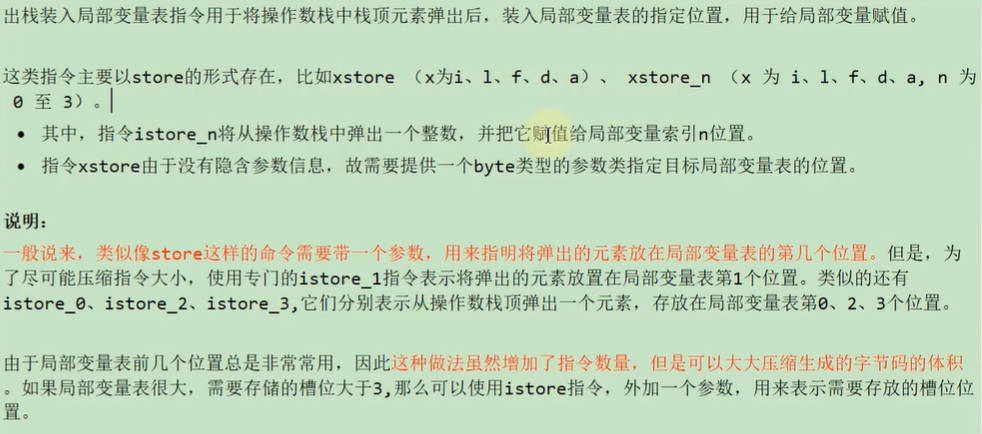 出栈装入局部变量表指令用于将操作数栈中栈顶元素弹出后，装入局部变量表的指定位置，用于给局部变量赋值。
这类指令主要以store的形式存在，比如xstore （x为i、l、f、d、a）、 xstore_n （x 为 i、l、f、d、a, n 为
0 至 3）。
• 其中，指令istore_n将从操作数栈中弹出一个整数，并把它赋值给局部变量索引n位置。
• 指令xstore由于没有隐含参数信息，故需要提供一个byte类型的参数类指定目标局部变量表的位置。
说明：
一般说来，类似像store这样的命令需要带一个参数，用来指明将弹出的元素放在局部变量表的第几个位置。但是，为
了尽可能压缩指令大小，使用专门的istore_1指令表示将弹出的元素放置在局部变量表第1个位置。类似的还有
istore_0、istore_2、istore_3,它们分别表示从操作数栈顶弹出一个元素，存放在局部变量表第0、2、3个位置。
由于局部变量表前几个位置总是非常常用，因此这种做法虽然增加了指令数量，但是可以大大压缩生成的字节码的体积
。如果局部变量表很大，需要存储的槽位大于3,那么可以使用istore指令，外加一个参数，用来表示需要存放的槽位位
置。